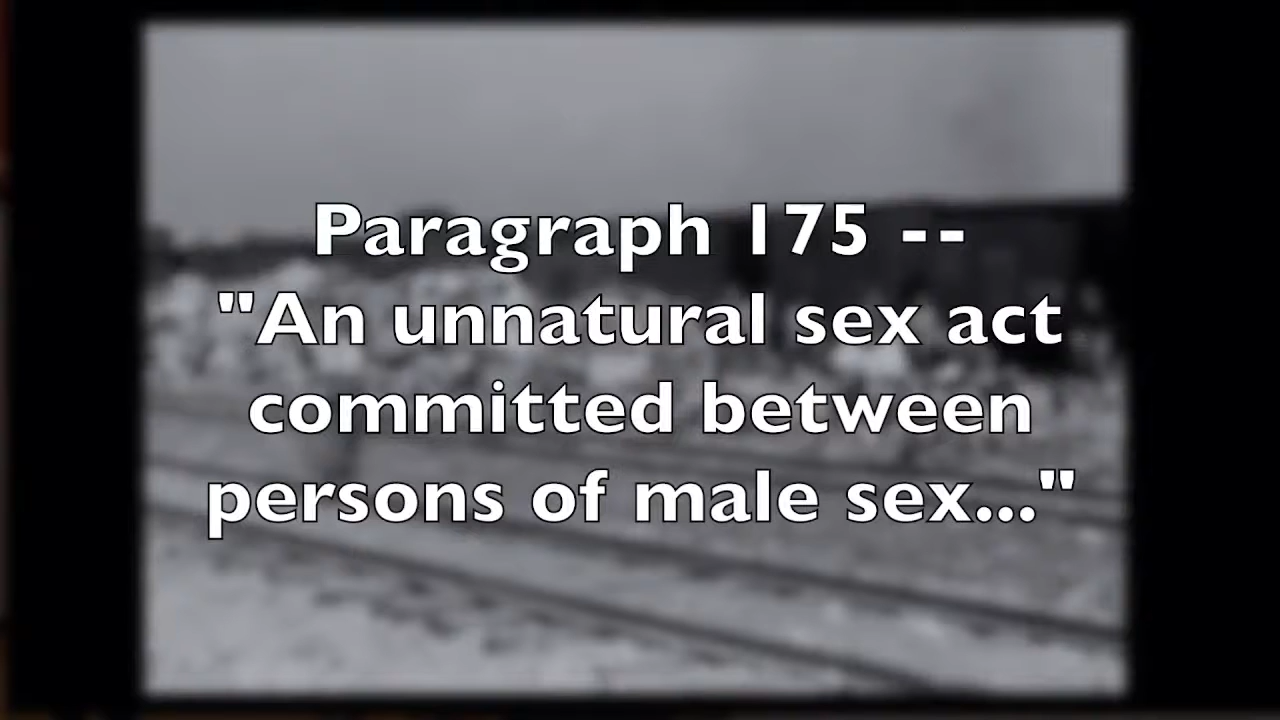 Paragraph 175 --
"An unnatural sex act
committed between
persons of male sex..."